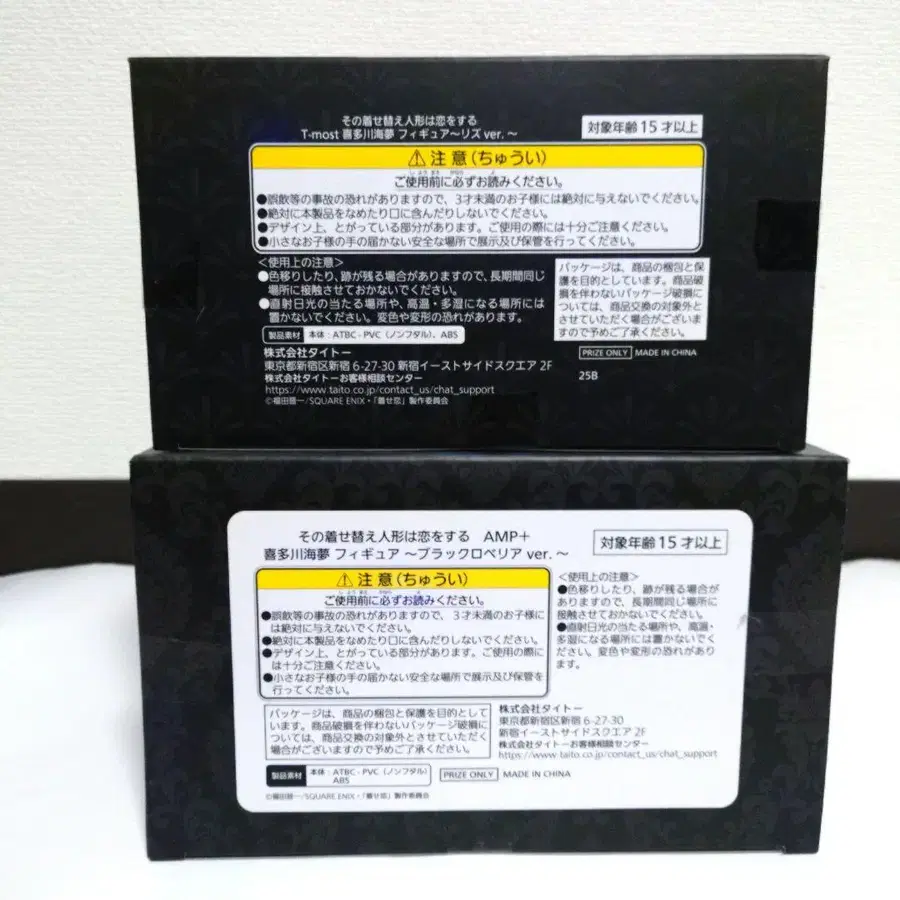 その着せ替え人形は恋をする
T-most 喜多川海夢 フィギュア～リズ ver. ～
対象年齢 15 才以上
⚠ 注 意 (ちゅうい)
ご使用前に必ずお読みください。
●誤飲等の事故の恐れがありますので、3才未満のお子様には絶対に与えないでください。
●絶対に本製品をなめたり口に含んだりしないでください。
●デザイン上、とがっている部分があります。ご使用の際には十分ご注意ください。
●小さなお子様の手の届かない安全な場所で展示及び保管を行ってください。
＜使用上の注意＞
●色移りしたり、跡が残る場合がありますので、長期間同じ
場所に接触させておかないでください。
●直射日光の当たる場所や、高温・多湿になる場所には
置かないでください。変色や変形の恐れがあります。
パッケージは、商品の梱包と保
護を目的としています。商品破
損を伴わないパッケージ破損に
ついては、商品交換の対象外と
させていただく場合がございま
すので予めご了承ください。
製品素材 本体：ATBC-PVC（ノンフタル）、ABS
株式会社タイトー
東京都新宿区新宿 6-27-30 新宿イーストサイドスクエア 2F
株式会社タイトーお客様相談センター
https://www.taito.co.jp/contact_us/chat_support
©福田晋一/SQUARE ENIX・「着せ恋」製作委員会
PRIZE ONLY MADE IN CHINA
25B
その着せ替え人形は恋をする AMP＋
喜多川海夢 フィギュア ～ブラックロベリア ver. ～
対象年齢 15 才以上
⚠ 注 意 (ちゅうい)
ご使用前に必ずお読みください。
●誤飲等の事故の恐れがありますので、3才未満のお子様に
は絶対に与えないでください。
●絶対に本製品をなめたり口に含んだりしないでください。
●デザイン上、とがっている部分があります。ご使用の際に
は十分ご注意ください。
●小さなお子様の手の届かない安全な場所で展示及び保管を
行ってください。
＜使用上の注意＞
●色移りしたり、跡が残る場合が
ありますので、長期間同じ場所に
接触させておかないでください。
●直射日光の当たる場所や、高温・
多湿になる場所には置かないでく
ださい。変色や変形の恐れがあり
ます。
パッケージは、商品の梱包と保護を目的としてい
ます。商品破損を伴わないパッケージ破損につい
ては、商品交換の対象外とさせていただく
場合がございますので予めご了承ください。
株式会社タイトー
東京都新宿区新宿 6-27-30
新宿イーストサイドスクエア 2F
株式会社タイトーお客様相談センター
https://www.taito.co.jp/contact_us/chat_support
製品素材 本体：ATBC-PVC（ノンフタル）
ABS
PRIZE ONLY MADE IN CHINA
©福田晋一/SQUARE ENIX・「着せ恋」製作委員会